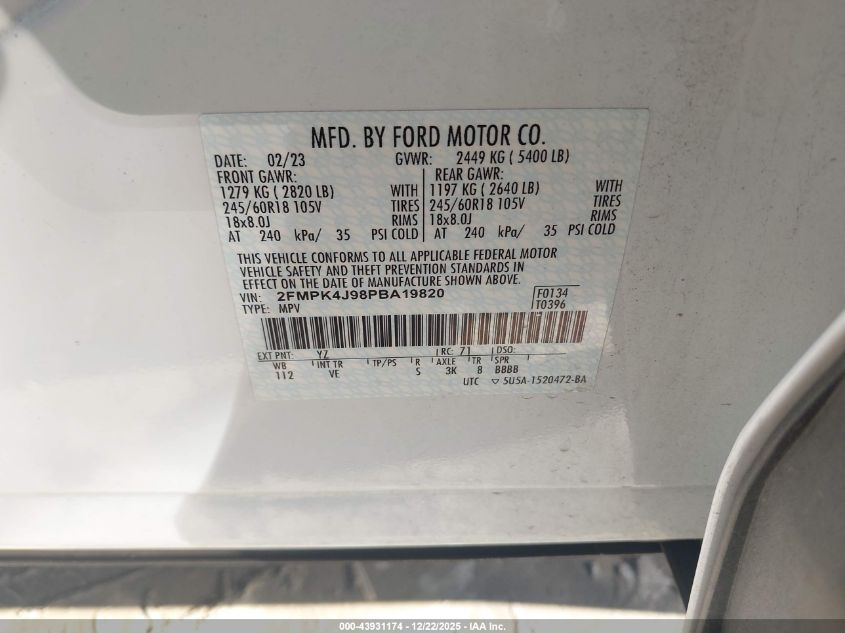 MFD. BY FORD MOTOR CO.
DATE: 02/23 GVWR: 2449 KG ( 5400 LB)
FRONT GAWR: REAR GAWR:
1279 KG ( 2820 LB) WITH 1197 KG ( 2640 LB) WITH
245/60R18 105V TIRES 245/60R18 105V TIRES
18x8.0J RIMS 18x8.0J RIMS
AT 240 kPa/ 35 PSI COLD AT 240 kPa/ 35 PSI COLD
THIS VEHICLE CONFORMS TO ALL APPLICABLE FEDERAL MOTOR
VEHICLE SAFETY AND THEFT PREVENTION STANDARDS IN
EFFECT ON THE DATE OF MANUFACTURE SHOWN ABOVE.
VIN: 2FMPK4J98PBA19820 F0134
TYPE: MPV T0396
EXT PNT: YZ RC: 71 DSO:
WB INT TR TP/PS R AXLE TR SPR
112 VE S 3K 8 BBBB
UTC ▽ 5U5A-1520472-BA
000-43931174 - 12/22/2025 - IAA Inc.